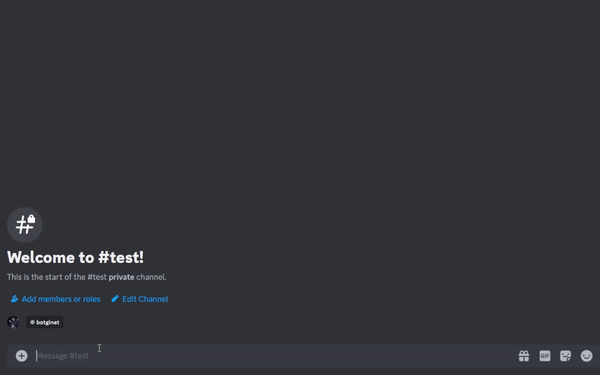 Welcome to #test!
This is the start of the #test private channel.
Add members or roles Edit Channel
botginat
Message #test
GIF